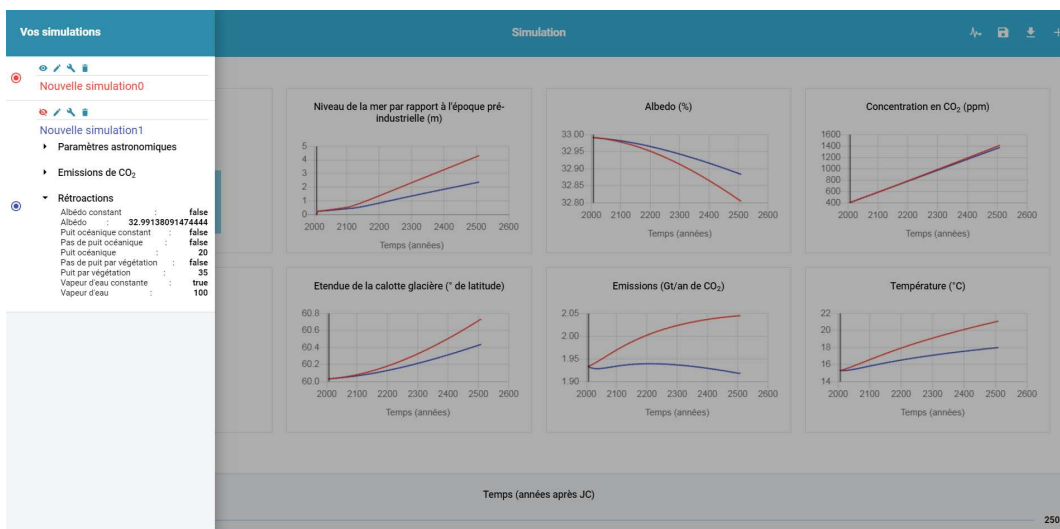 Vos simulations
Simulation
Nouvelle simulation0
Nouvelle simulation1
Paramètres astronomiques
Emissions de CO₂
Rétroactions
Albédo constant : false
Albédo : 32.99138091474444
Puit océanique constant : false
Pas de puit océanique : false
Puit océanique : 20
Pas de puit par végétation : false
Puit par végétation : 35
Vapeur d'eau constante : true
Vapeur d'eau : 100
Niveau de la mer par rapport à l'époque pré-
industrielle (m)
5
4
3
2
1
0
2000 2100 2200 2300 2400 2500 2600
Temps (années)
Albedo (%)
33.00
32.95
32.90
32.85
32.80
2000 2100 2200 2300 2400 2500 2600
Temps (années)
Concentration en CO₂ (ppm)
1600
1400
1200
1000
800
600
400
2000 2100 2200 2300 2400 2500 2600
Temps (années)
Etendue de la calotte glacière (° de latitude)
60.8
60.6
60.4
60.2
60.0
2000 2100 2200 2300 2400 2500 2600
Temps (années)
Emissions (Gt/an de CO₂)
2.05
2.00
1.95
1.90
2000 2100 2200 2300 2400 2500 2600
Temps (années)
Température (°C)
22
20
18
16
14
2000 2100 2200 2300 2400 2500 2600
Temps (années)
Temps (années après JC)
250